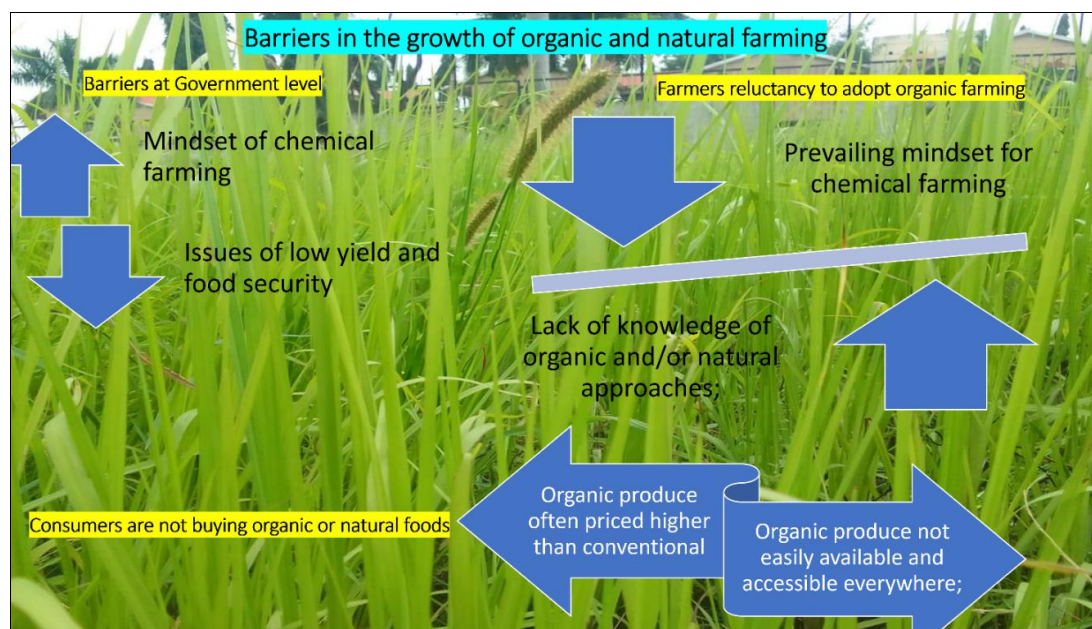 Barriers in the growth of organic and natural farming
Barriers at Government level
Mindset of chemical
farming
Issues of low yield and
food security
Farmers reluctancy to adopt organic farming
Prevailing mindset for
chemical farming
Lack of knowledge of
organic and/or natural
approaches;
Consumers are not buying organic or natural foods
Organic produce
often priced higher
than conventional
Organic produce not
easily available and
accessible everywhere;